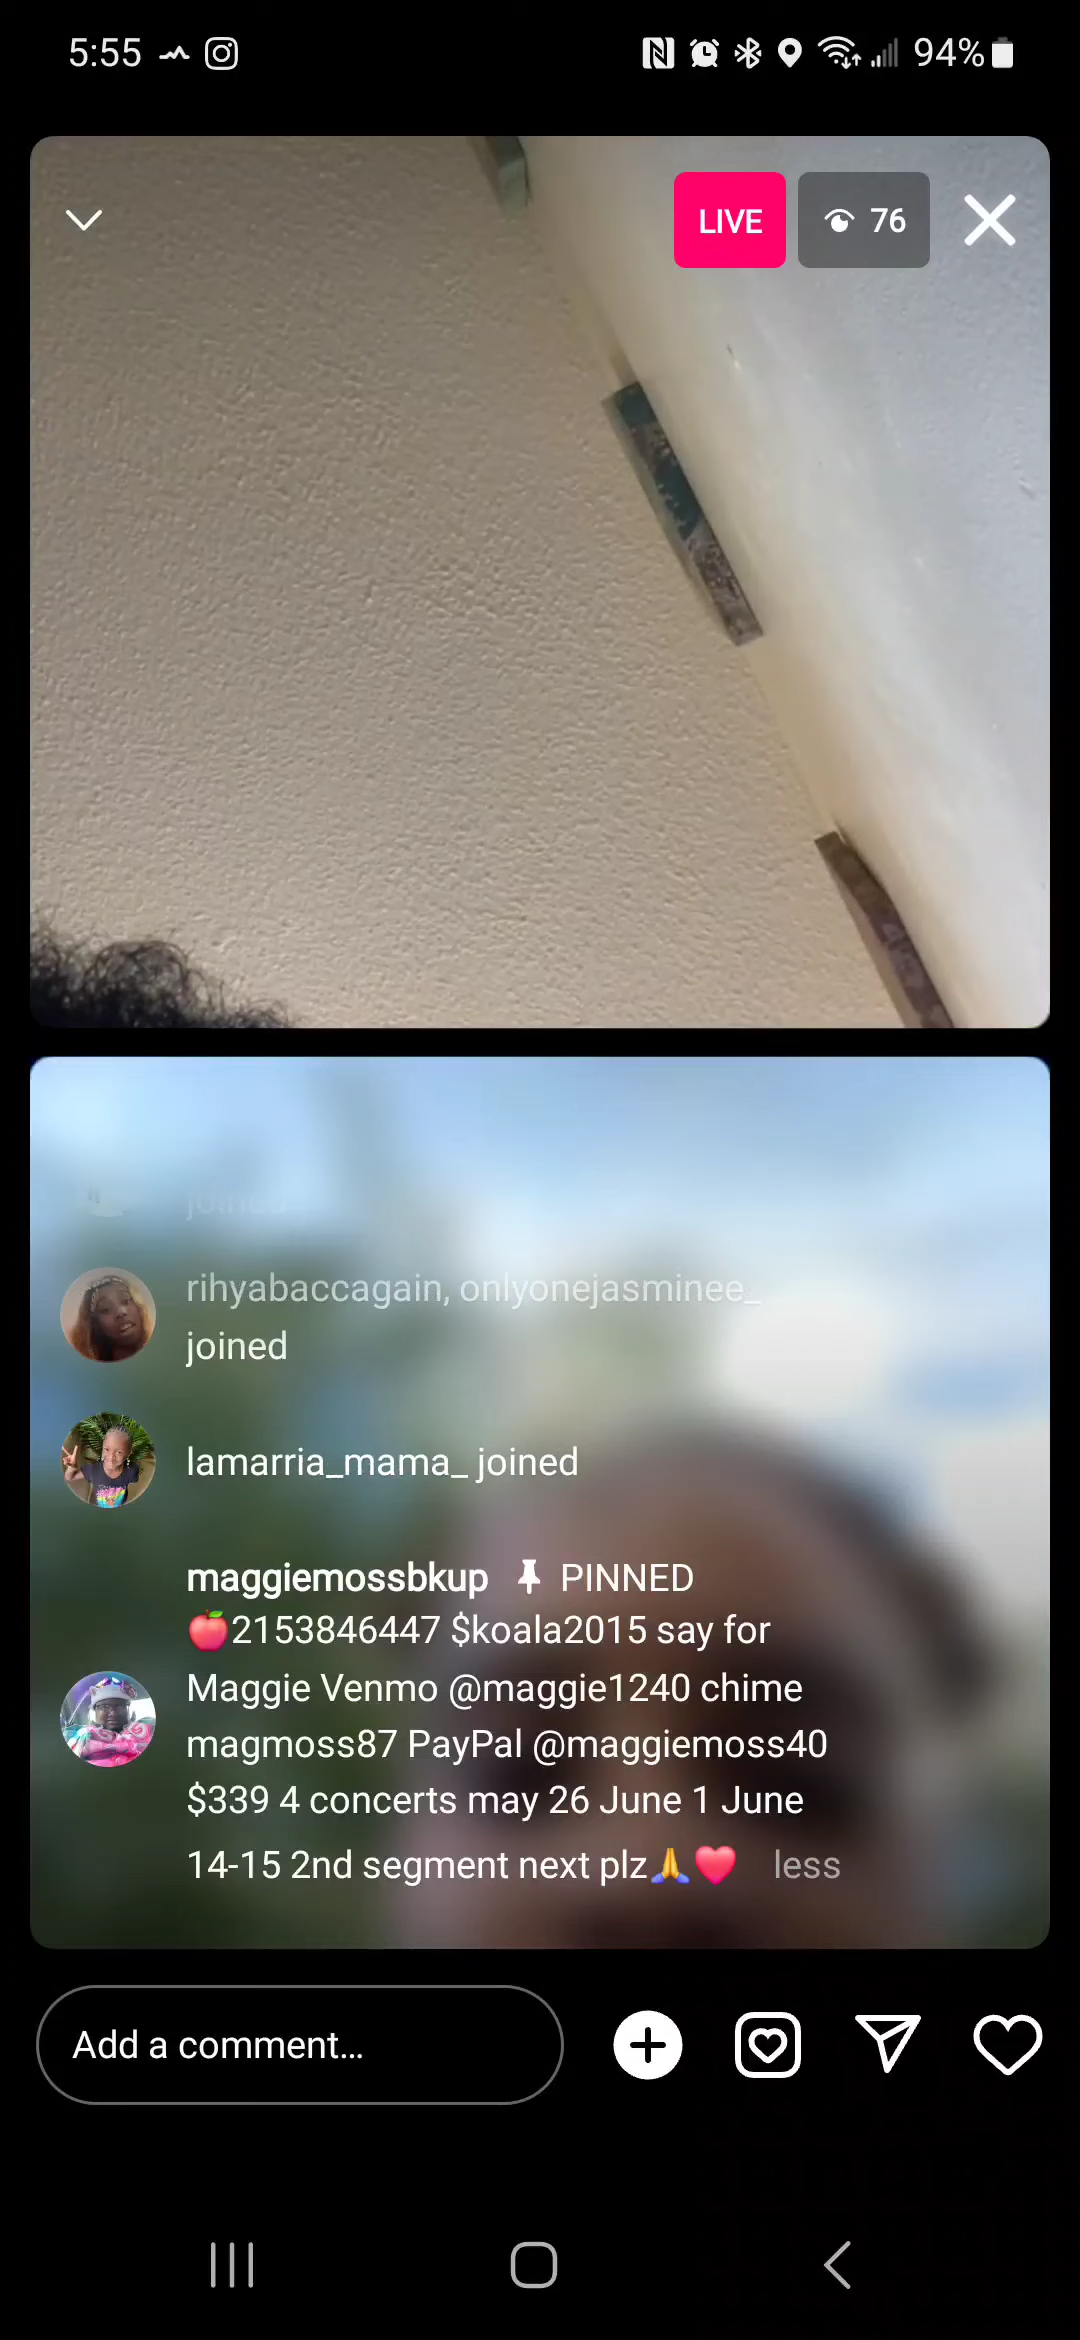 5:55
94%
LIVE
76
joined
rihyabaccagain, onlyonejasminee_
joined
lamarria_mama_ joined
maggiemossbkup 📌 PINNED
🍎2153846447 $koala2015 say for
Maggie Venmo @maggie1240 chime
magmoss87 PayPal @maggiemoss40
$339 4 concerts may 26 June 1 June
14-15 2nd segment next plz🙏❤️ less
Add a comment...